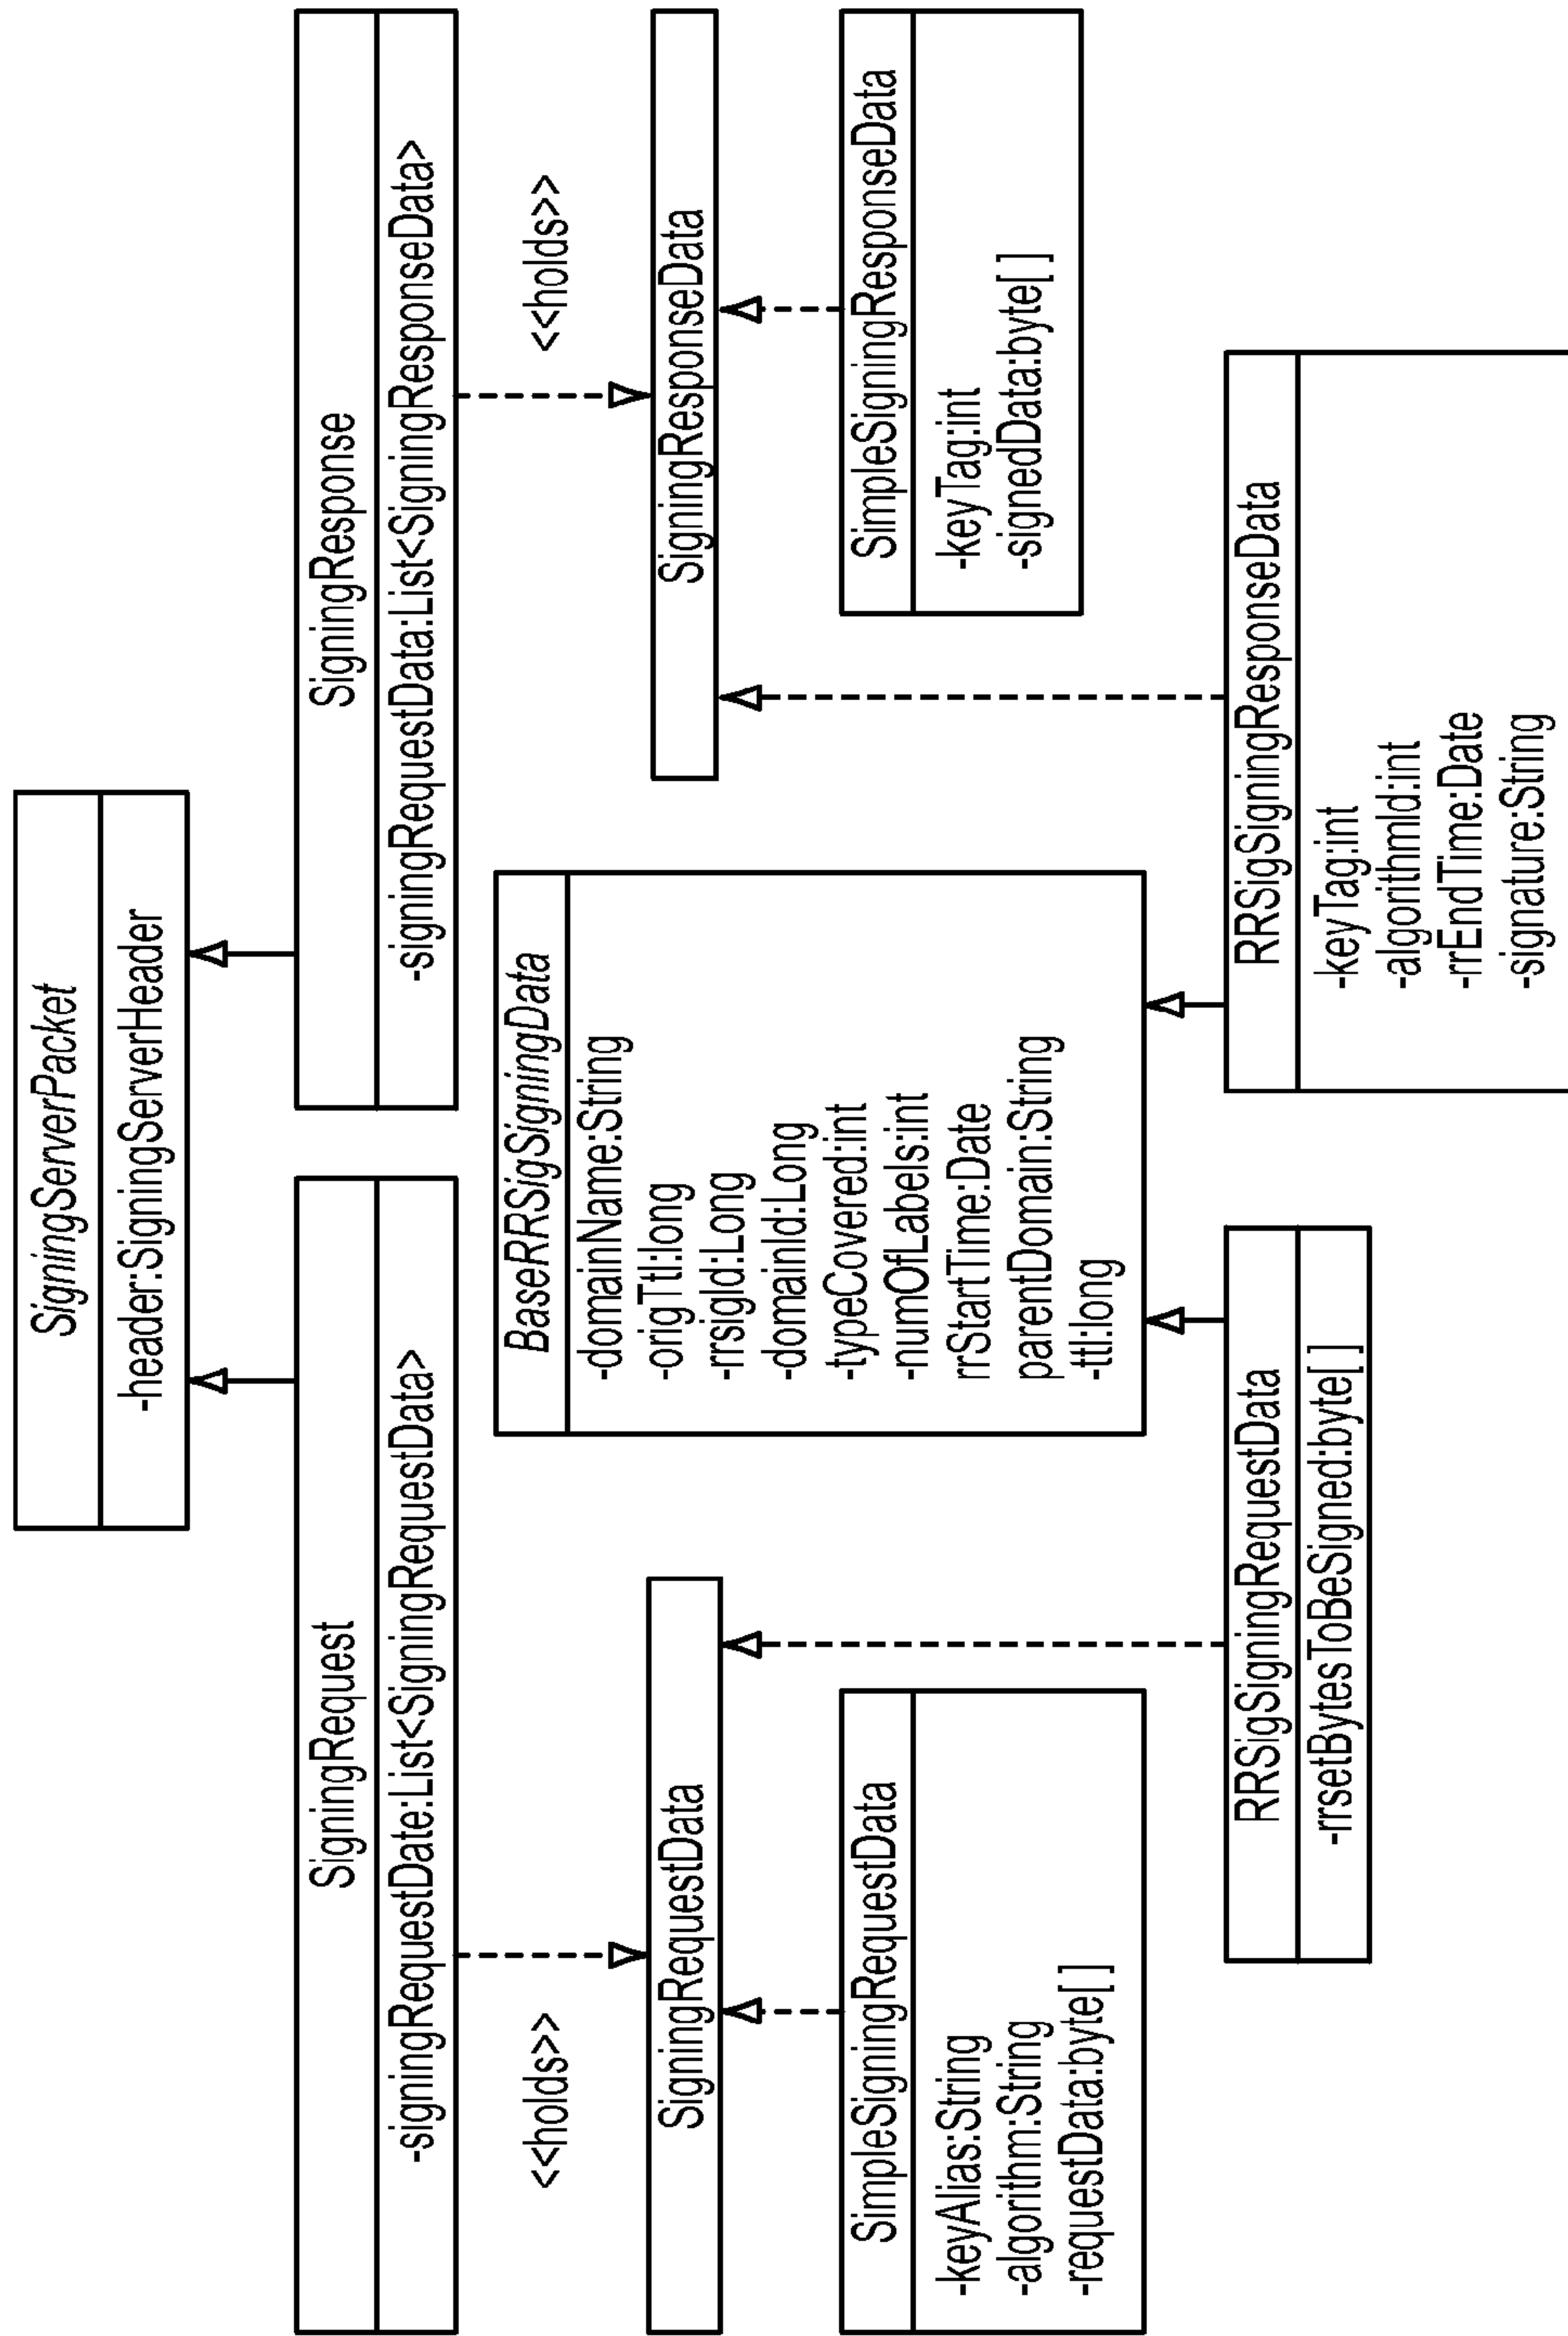 SigningServerPacket
-header:SigningServerHeader
SigningRequest
-signingRequestDate:List<SigningRequestData>
SigningResponse
-signingRequestData:List<SigningResponseData>
<<holds>>
<<holds>>
SigningRequestData
SigningResponseData
BaseRRSigSigningData
-domainName:String
-origTtl:long
-rrsigId:Long
-domainId:Long
-typeCovered:int
-numOfLabels:int
rrStartTime:Date
parentDomain:String
-ttl:long
SimpleSigningRequestData
-keyAlias:String
-algorithm:String
-requestData:byte[ ]
SimpleSigningResponseData
-keyTag:int
-signedData:byte[ ]
RRSigSigningRequestData
-rrsetBytesToBeSigned:byte[ ]
RRSigSigningResponseData
-keyTag:int
-algorithmId:int
-rrEndTime:Date
-signature:String